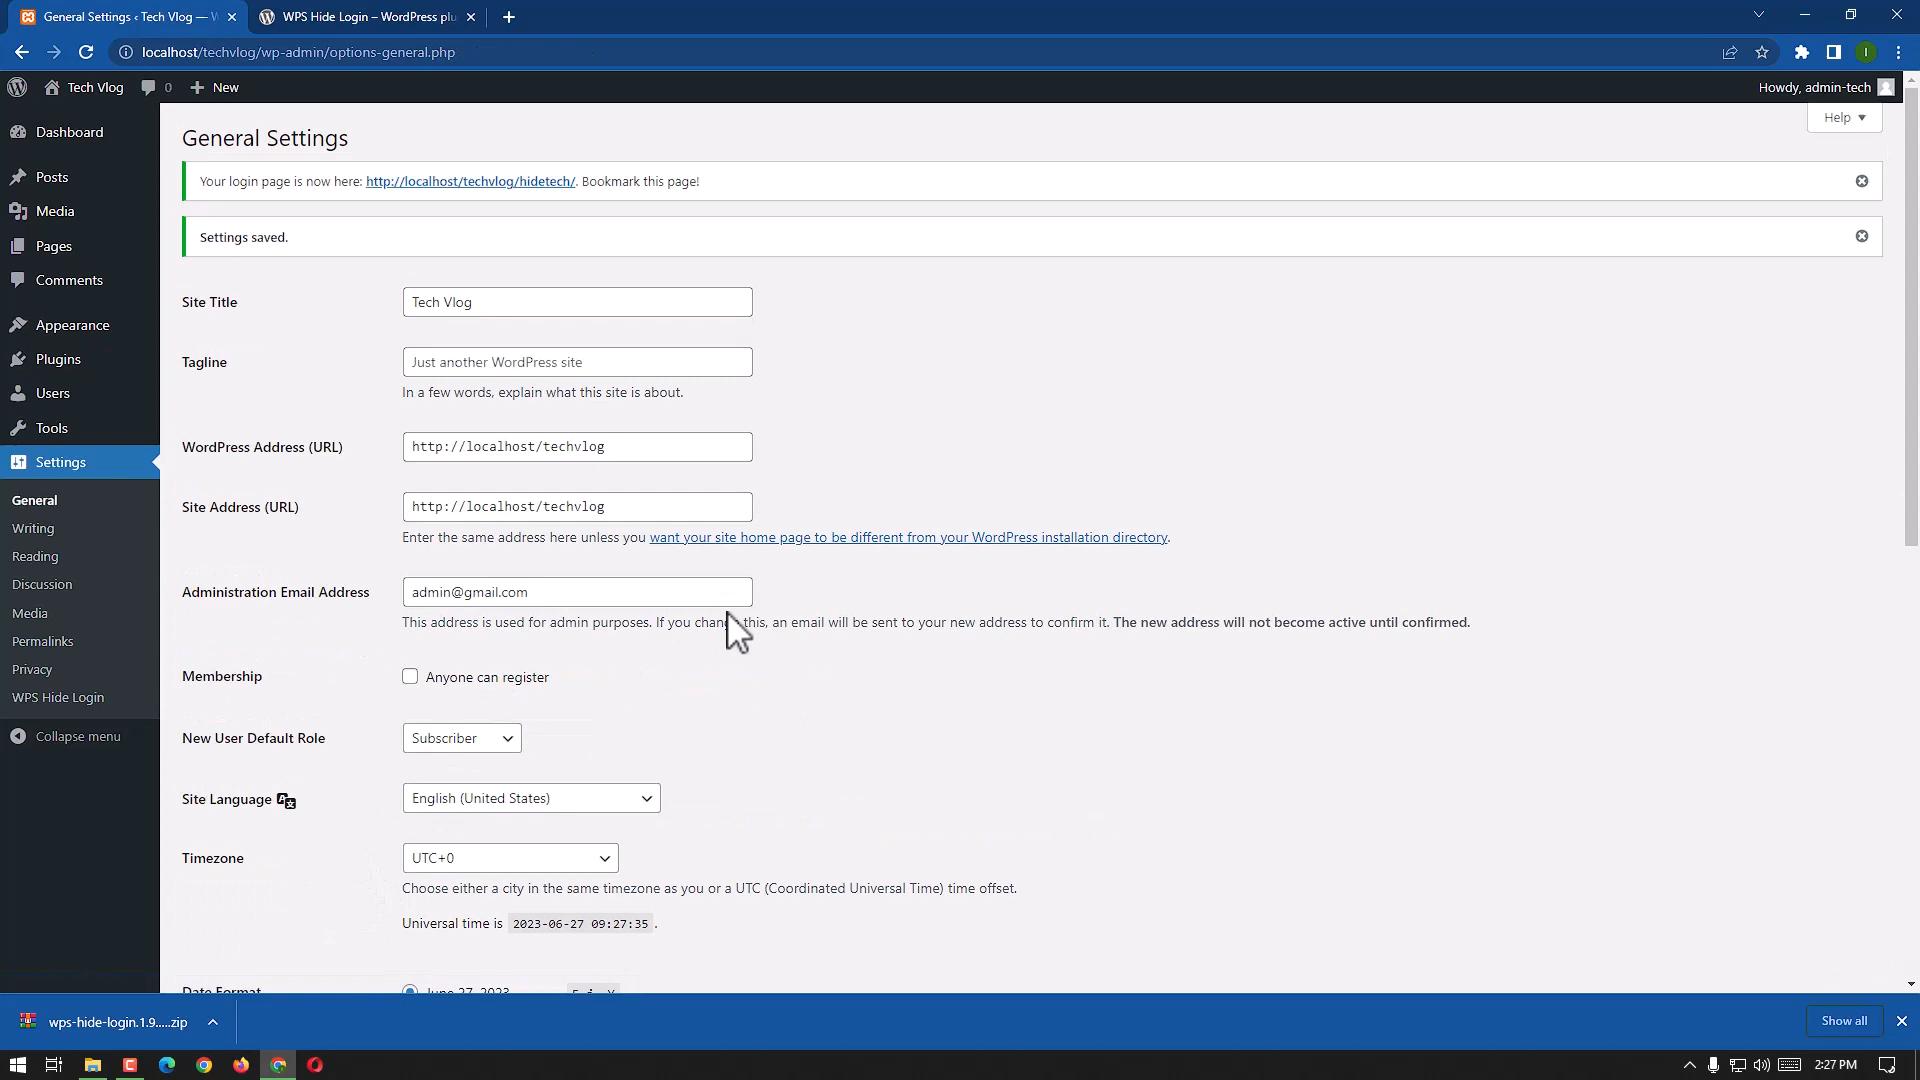 General Settings ‹ Tech Vlog — W
WPS Hide Login – WordPress plu
localhost/techvlog/wp-admin/options-general.php
I
Tech Vlog
0
New
Howdy, admin-tech
Help
Dashboard
Posts
Media
Pages
Comments
Appearance
Plugins
Users
Tools
Settings
General
Writing
Reading
Discussion
Media
Permalinks
Privacy
WPS Hide Login
Collapse menu
General Settings
Your login page is now here: http://localhost/techvlog/hidetech/. Bookmark this page!
Settings saved.
Site Title
Tech Vlog
Tagline
Just another WordPress site
In a few words, explain what this site is about.
WordPress Address (URL)
http://localhost/techvlog
Site Address (URL)
http://localhost/techvlog
Enter the same address here unless you want your site home page to be different from your WordPress installation directory.
Administration Email Address
admin@gmail.com
This address is used for admin purposes. If you change this, an email will be sent to your new address to confirm it. The new address will not become active until confirmed.
Membership
Anyone can register
New User Default Role
Subscriber
Site Language
English (United States)
Timezone
UTC+0
Choose either a city in the same timezone as you or a UTC (Coordinated Universal Time) time offset.
Universal time is 2023-06-27 09:27:35 .
Date Format
June 27, 2023
wps-hide-login.1.9.....zip
Show all
2:27 PM